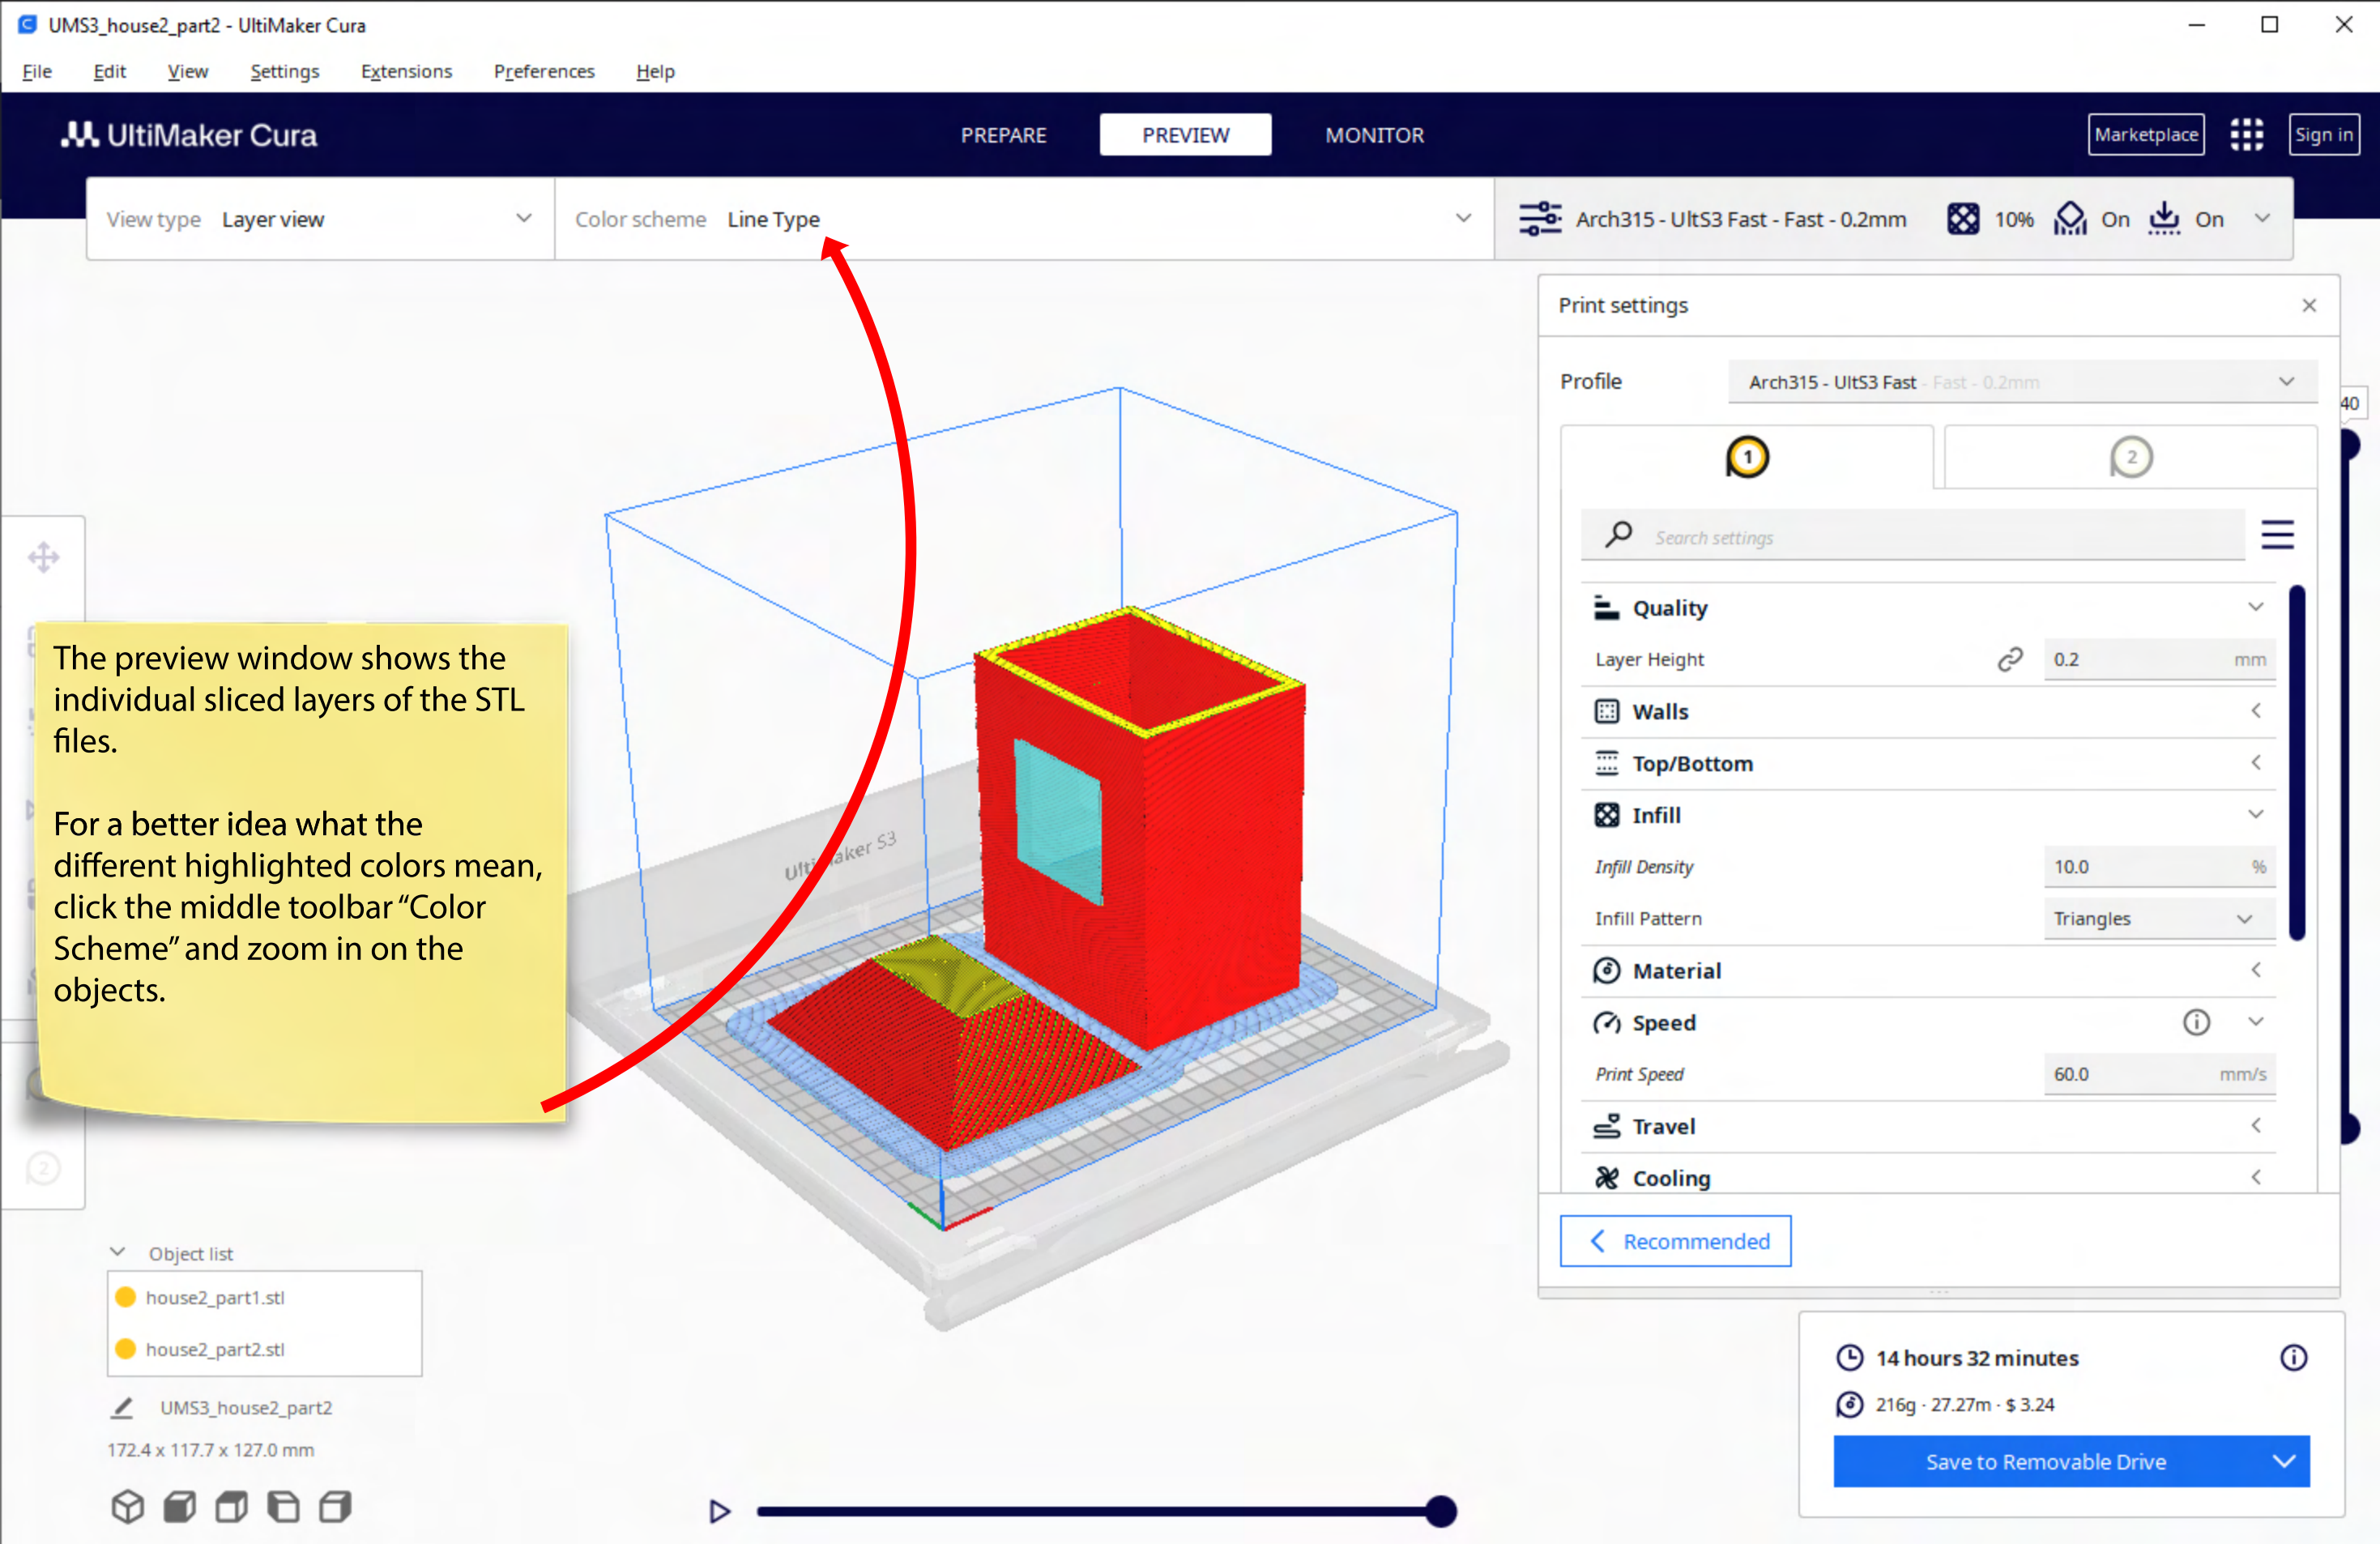 UMS3_house2_part2 - UltiMaker Cura
File Edit View Settings Extensions Preferences Help
UltiMaker Cura
PREPARE PREVIEW MONITOR
Marketplace Sign in
View type Layer view
Color scheme Line Type
Arch315 - UltS3 Fast - Fast - 0.2mm 10% On On
Print settings
Profile Arch315 - UltS3 Fast - Fast - 0.2mm
40
1 2
Search settings
Quality
Layer Height 0.2 mm
Walls
Top/Bottom
Infill
Infill Density 10.0 %
Infill Pattern Triangles
Material
Speed
Print Speed 60.0 mm/s
Travel
Cooling
Recommended
The preview window shows the
individual sliced layers of the STL
files.
For a better idea what the
different highlighted colors mean,
click the middle toolbar “Color
Scheme” and zoom in on the
objects.
2
Object list
house2_part1.stl
house2_part2.stl
UMS3_house2_part2
172.4 x 117.7 x 127.0 mm
14 hours 32 minutes
216g · 27.27m · $ 3.24
Save to Removable Drive